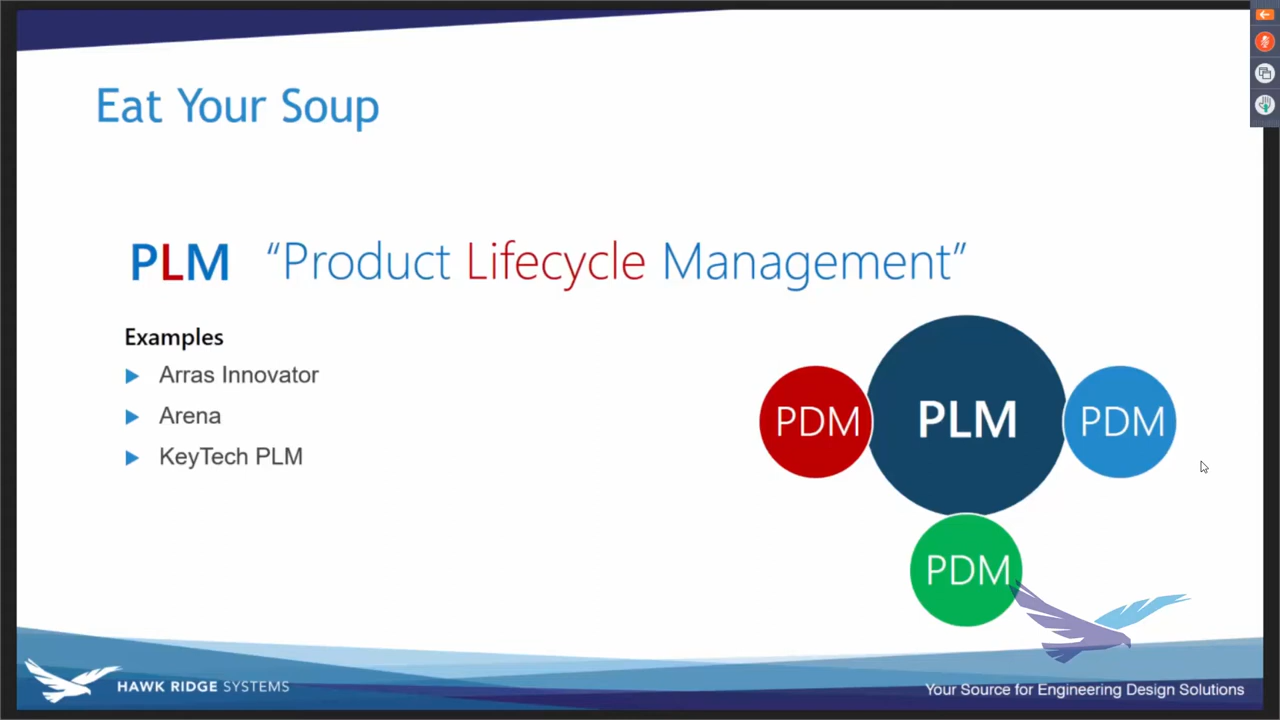 Eat Your Soup
PLM "Product Lifecycle Management”
Examples
Arras Innovator
Arena
KeyTech PLM
PDM
PLM
PDM
PDM
HAWK RIDGE SYSTEMS
Your Source for Engineering Design Solutions